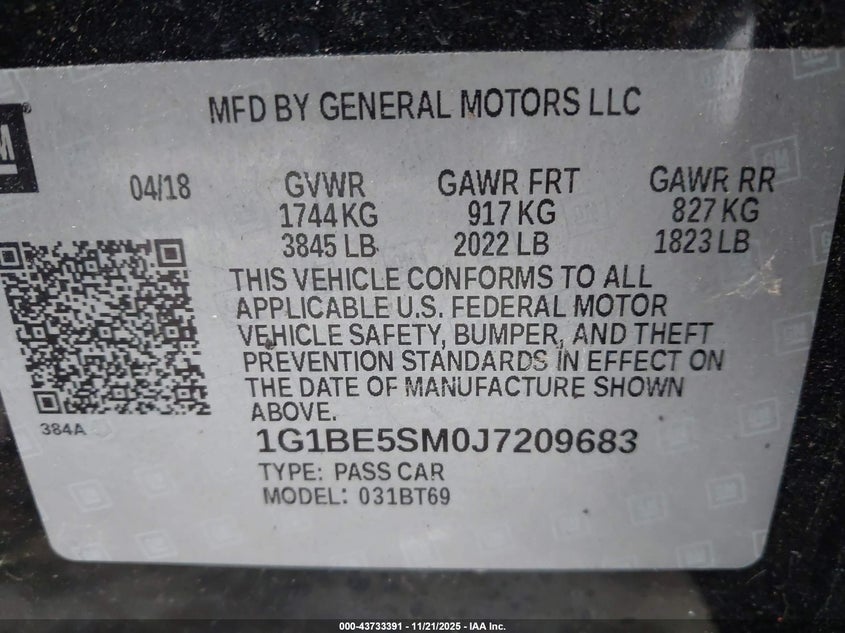 MFD BY GENERAL MOTORS LLC
04/18 GVWR GAWR FRT GAWR RR
1744 KG 917 KG 827 KG
3845 LB 2022 LB 1823 LB
THIS VEHICLE CONFORMS TO ALL
APPLICABLE U.S. FEDERAL MOTOR
VEHICLE SAFETY, BUMPER, AND THEFT
PREVENTION STANDARDS IN EFFECT ON
THE DATE OF MANUFACTURE SHOWN
ABOVE.
384A
1G1BE5SM0J7209683
TYPE: PASS CAR
MODEL: 031BT69
000-43733391 - 11/21/2025 - IAA Inc.